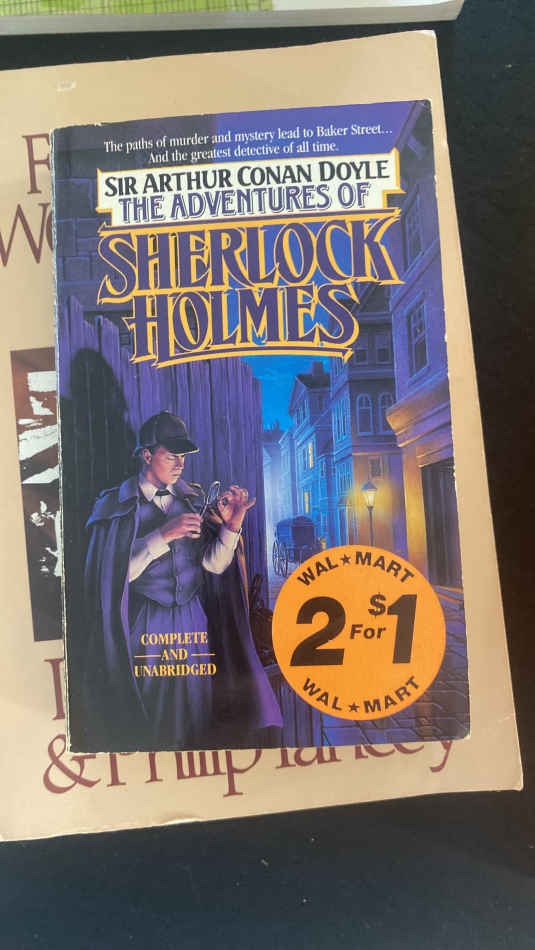 The paths of murder and mystery lead to Baker Street...
And the greatest detective of all time.
SIR ARTHUR CONAN DOYLE
THE ADVENTURES OF
SHERLOCK
HOLMES
COMPLETE
—AND—
UNABRIDGED
WAL★MART
2 For $1
WAL★MART
& Philip Yancey